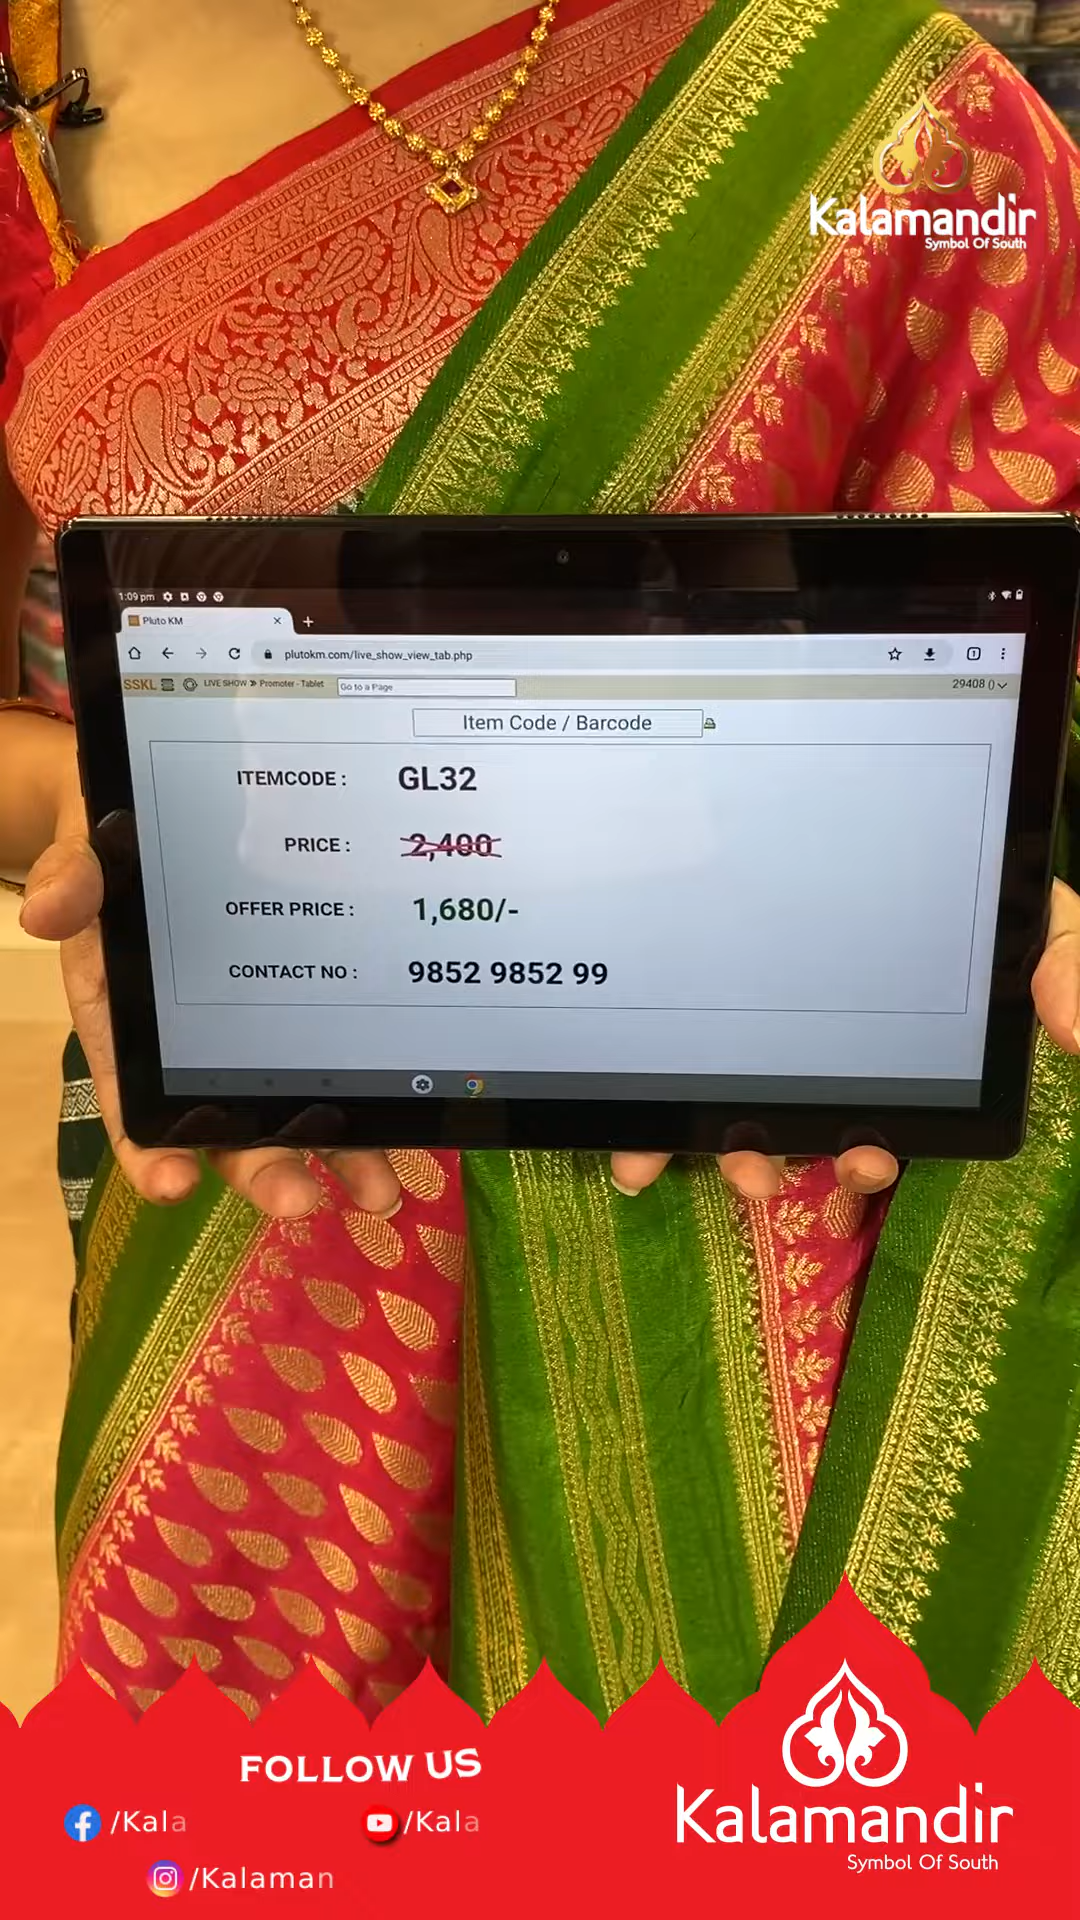 Kalamandir
Symbol Of South
1:09 pm
Pluto KM
plutokm.com/live_show_view_tab.php
SSKL
LIVE SHOW » Promoter - Tablet
Go to a Page
29408 ()
Item Code / Barcode
ITEMCODE : GL32
PRICE : 2,400
OFFER PRICE : 1,680/-
CONTACT NO : 9852 9852 99
FOLLOW US
/Kala
/Kala
/Kalaman
Kalamandir
Symbol Of South